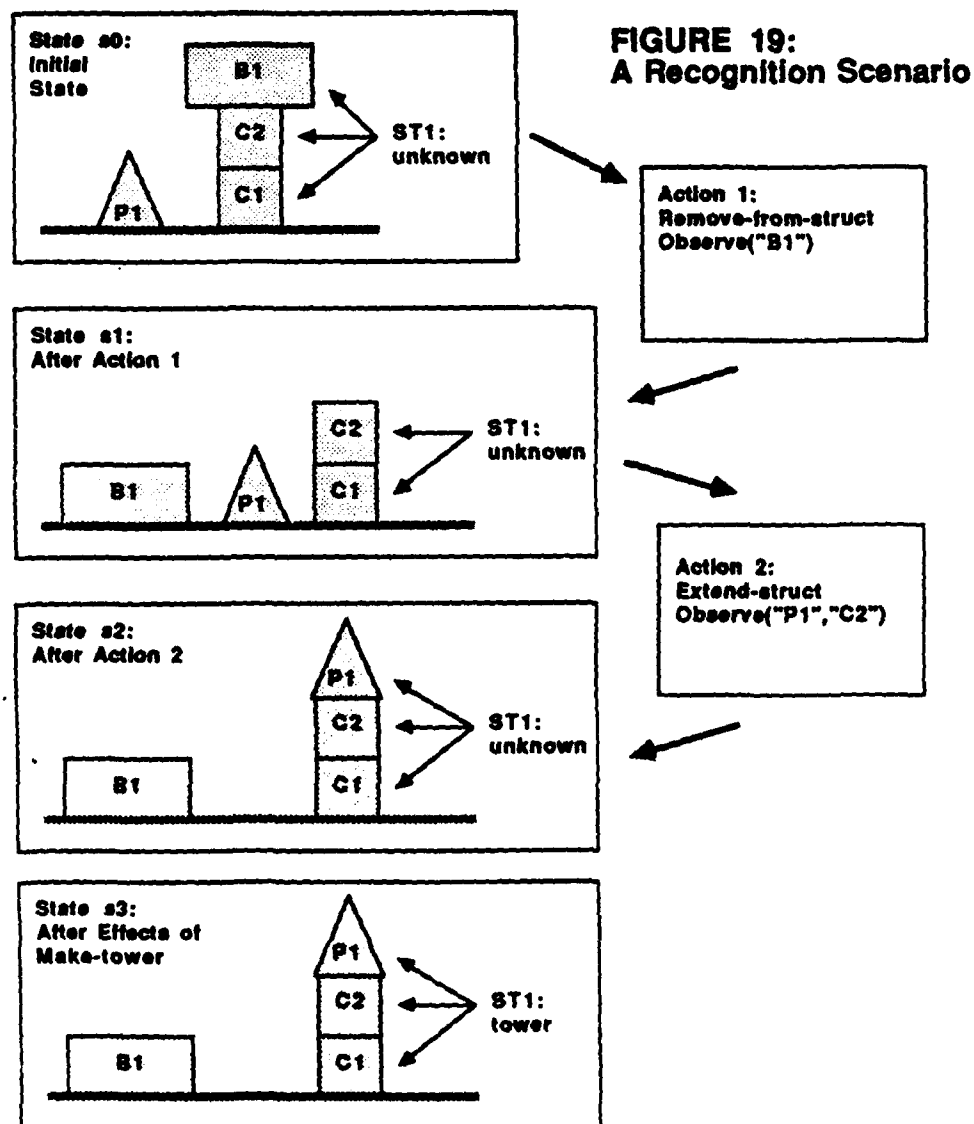 FIGURE 19:
A Recognition Scenario
State s0:
Initial
State
B1
C2
C1
P1
ST1:
unknown
Action 1:
Remove-from-struct
Observe("B1")
State s1:
After Action 1
B1
P1
C2
C1
ST1:
unknown
Action 2:
Extend-struct
Observe("P1","C2")
State s2:
After Action 2
P1
C2
C1
B1
ST1:
unknown
State s3:
After Effects of
Make-tower
P1
C2
C1
B1
ST1:
tower